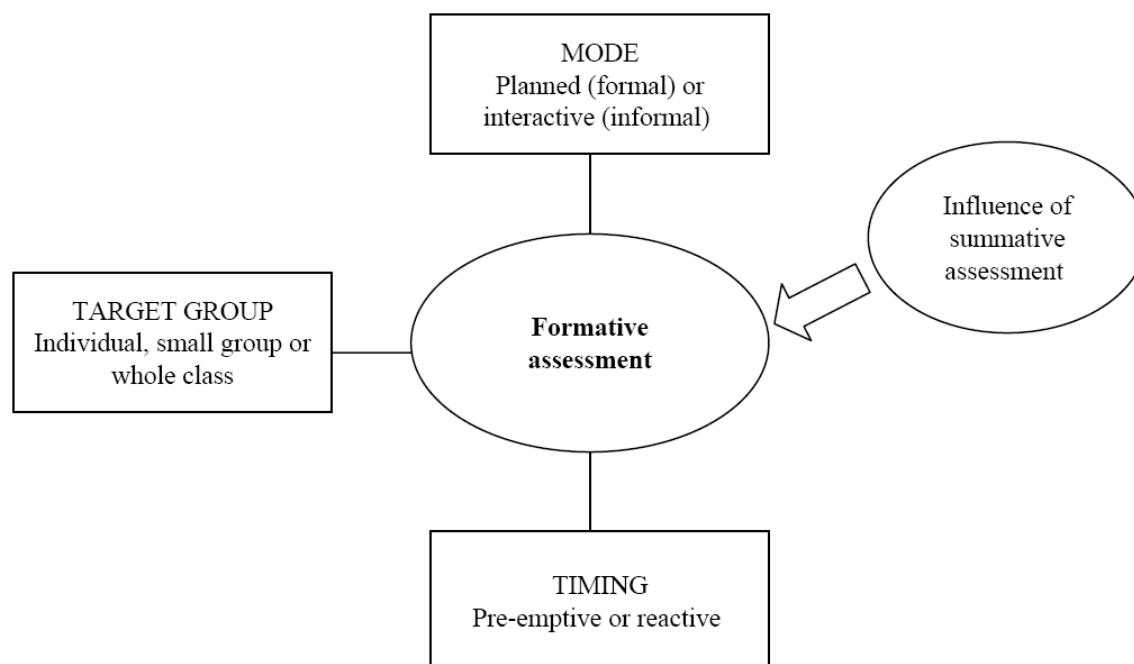 MODE
Planned (formal) or
interactive (informal)
Influence of
summative
assessment
TARGET GROUP
Individual, small group or
whole class
Formative
assessment
TIMING
Pre-emptive or reactive